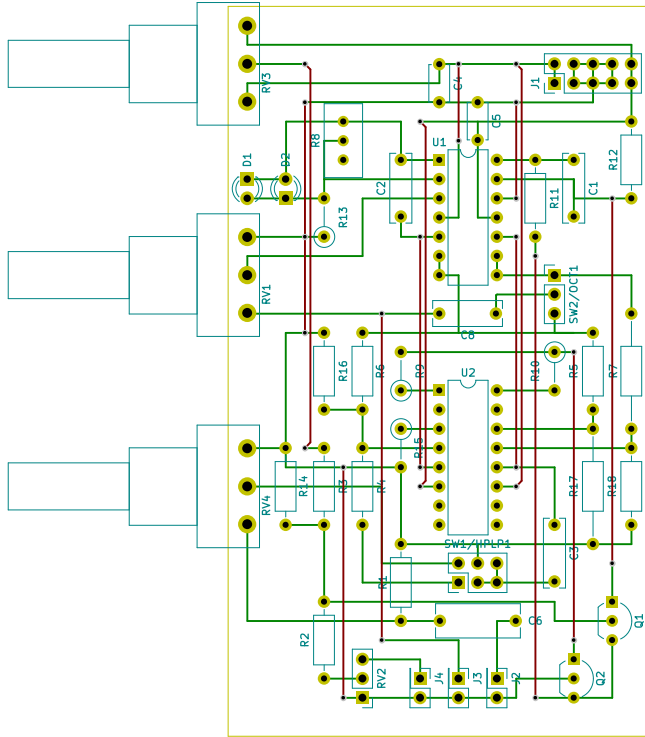 RV3
C4
J1
C5
R8
U1
R12
D1
D2
C2
R11
C1
R13
RV1
SW2/OCT1
C8
R16
R6
R9
R10
R5
R7
U2
R15
RV4
R14
R3
R4
R17
R18
SW1/HPLP1
C3
R1
C6
Q1
R2
RV2
J4
J3
J2
Q2